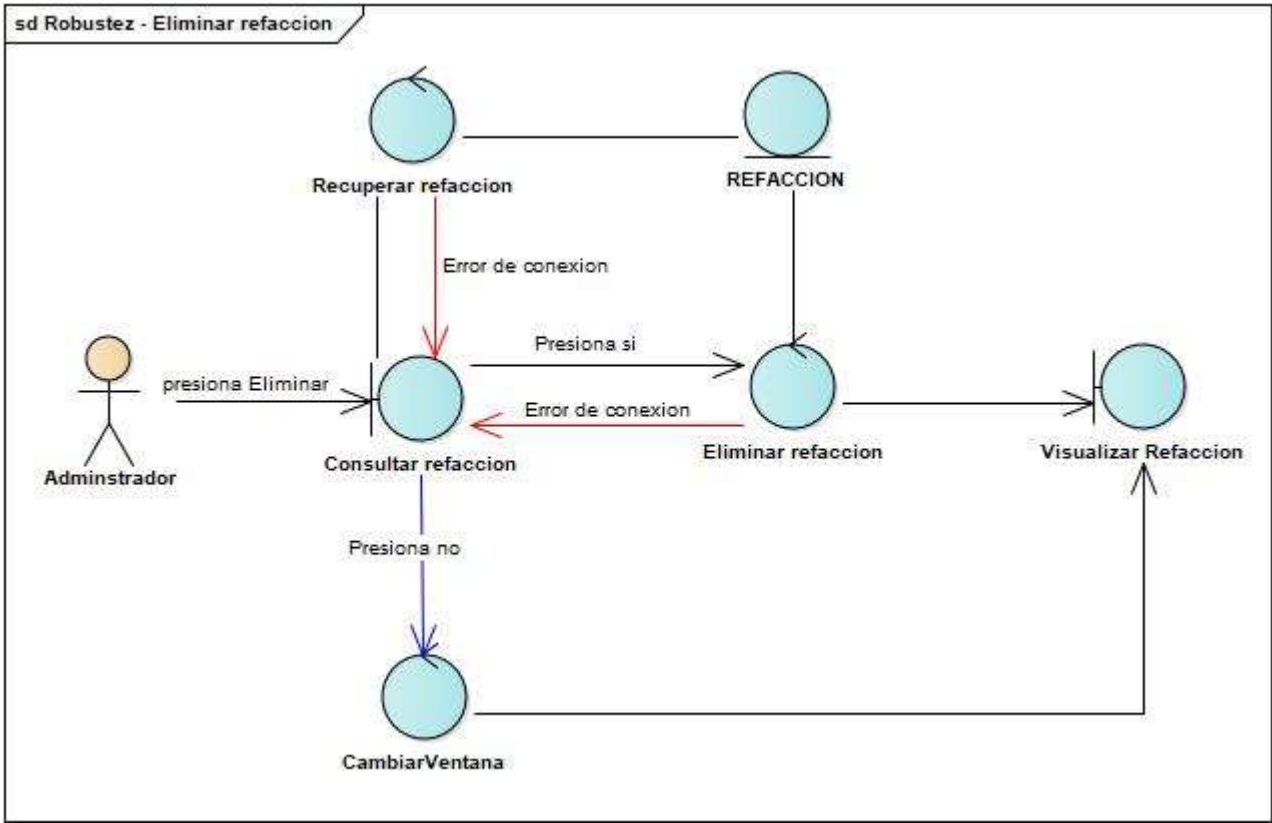 sd Robustez - Eliminar refaccion
Recuperar refaccion
REFACCION
Error de conexion
Presiona si
presiona Eliminar
Error de conexion
Adminstrador
Consultar refaccion
Eliminar refaccion
Visualizar Refaccion
Presiona no
CambiarVentana